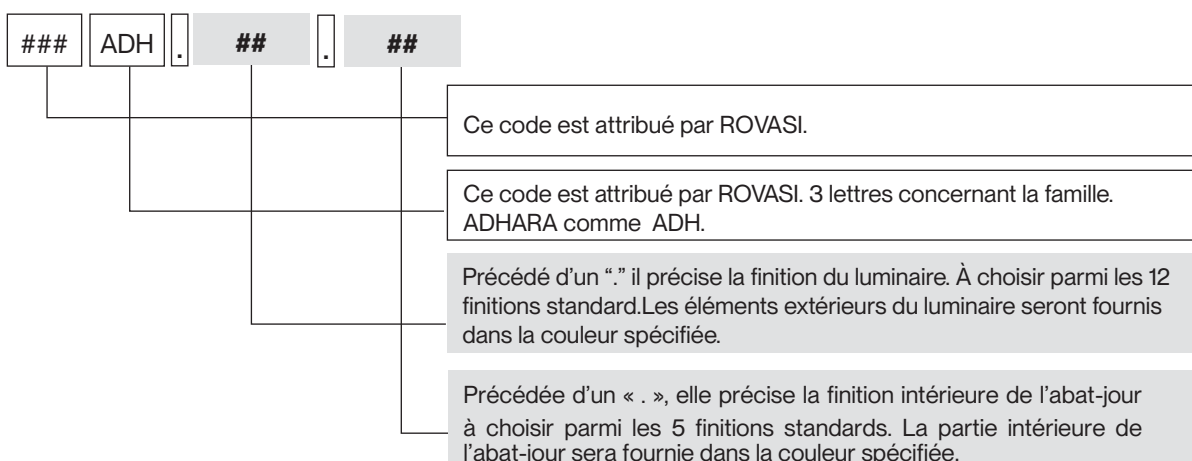 ### ADH . ## . ##
Ce code est attribué par ROVASI.
Ce code est attribué par ROVASI. 3 lettres concernant la famille.
ADHARA comme ADH.
Précédé d'un “.” il précise la finition du luminaire. À choisir parmi les 12
finitions standard.Les éléments extérieurs du luminaire seront fournis
dans la couleur spécifiée.
Précédée d'un « . », elle précise la finition intérieure de l'abat-jour
à choisir parmi les 5 finitions standards. La partie intérieure de
l'abat-jour sera fournie dans la couleur spécifiée.